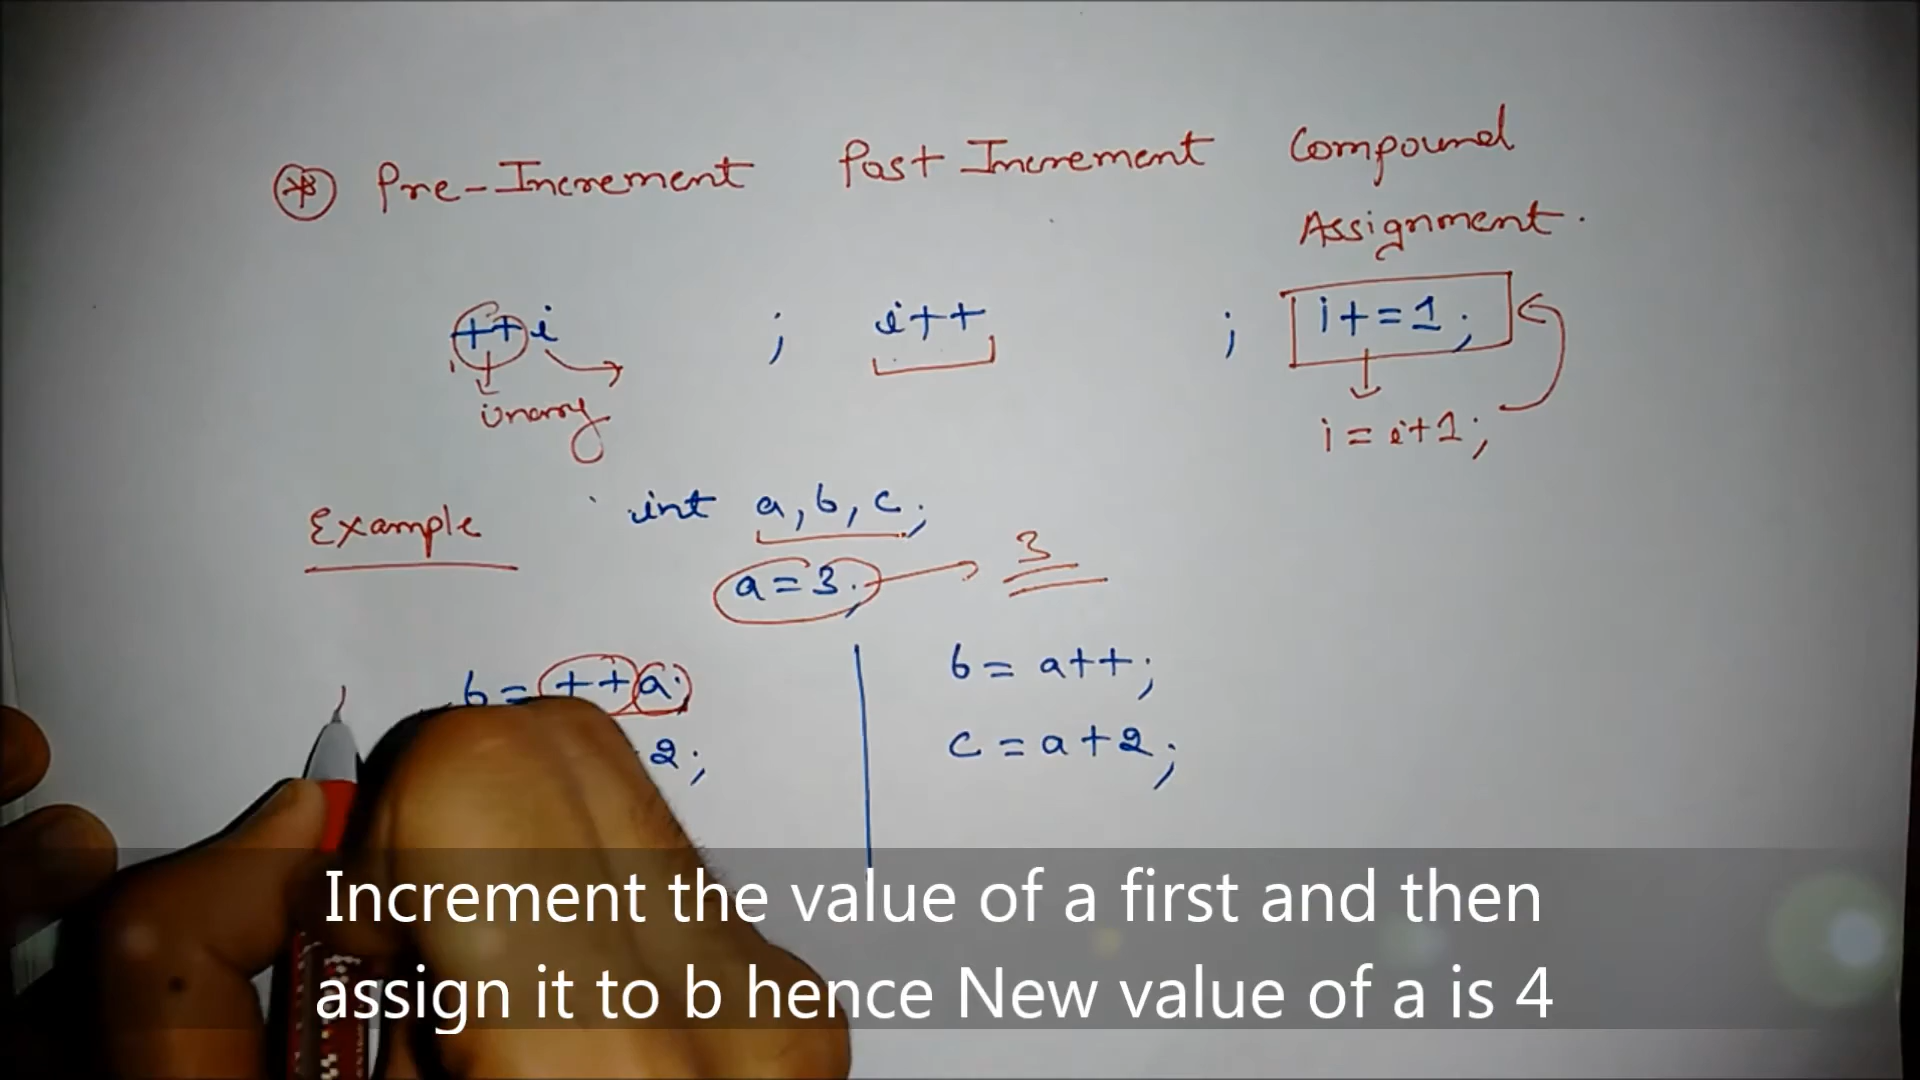 Pre-Increment Post Increment Compound
Assignment.
++i ; i++ ; i+=1;
Unary
i = i+1;
Example int a, b, c;
a = 3; 3
b = ++a; b = a++;
2; c = a+2;
Increment the value of a first and then
assign it to b hence New value of a is 4